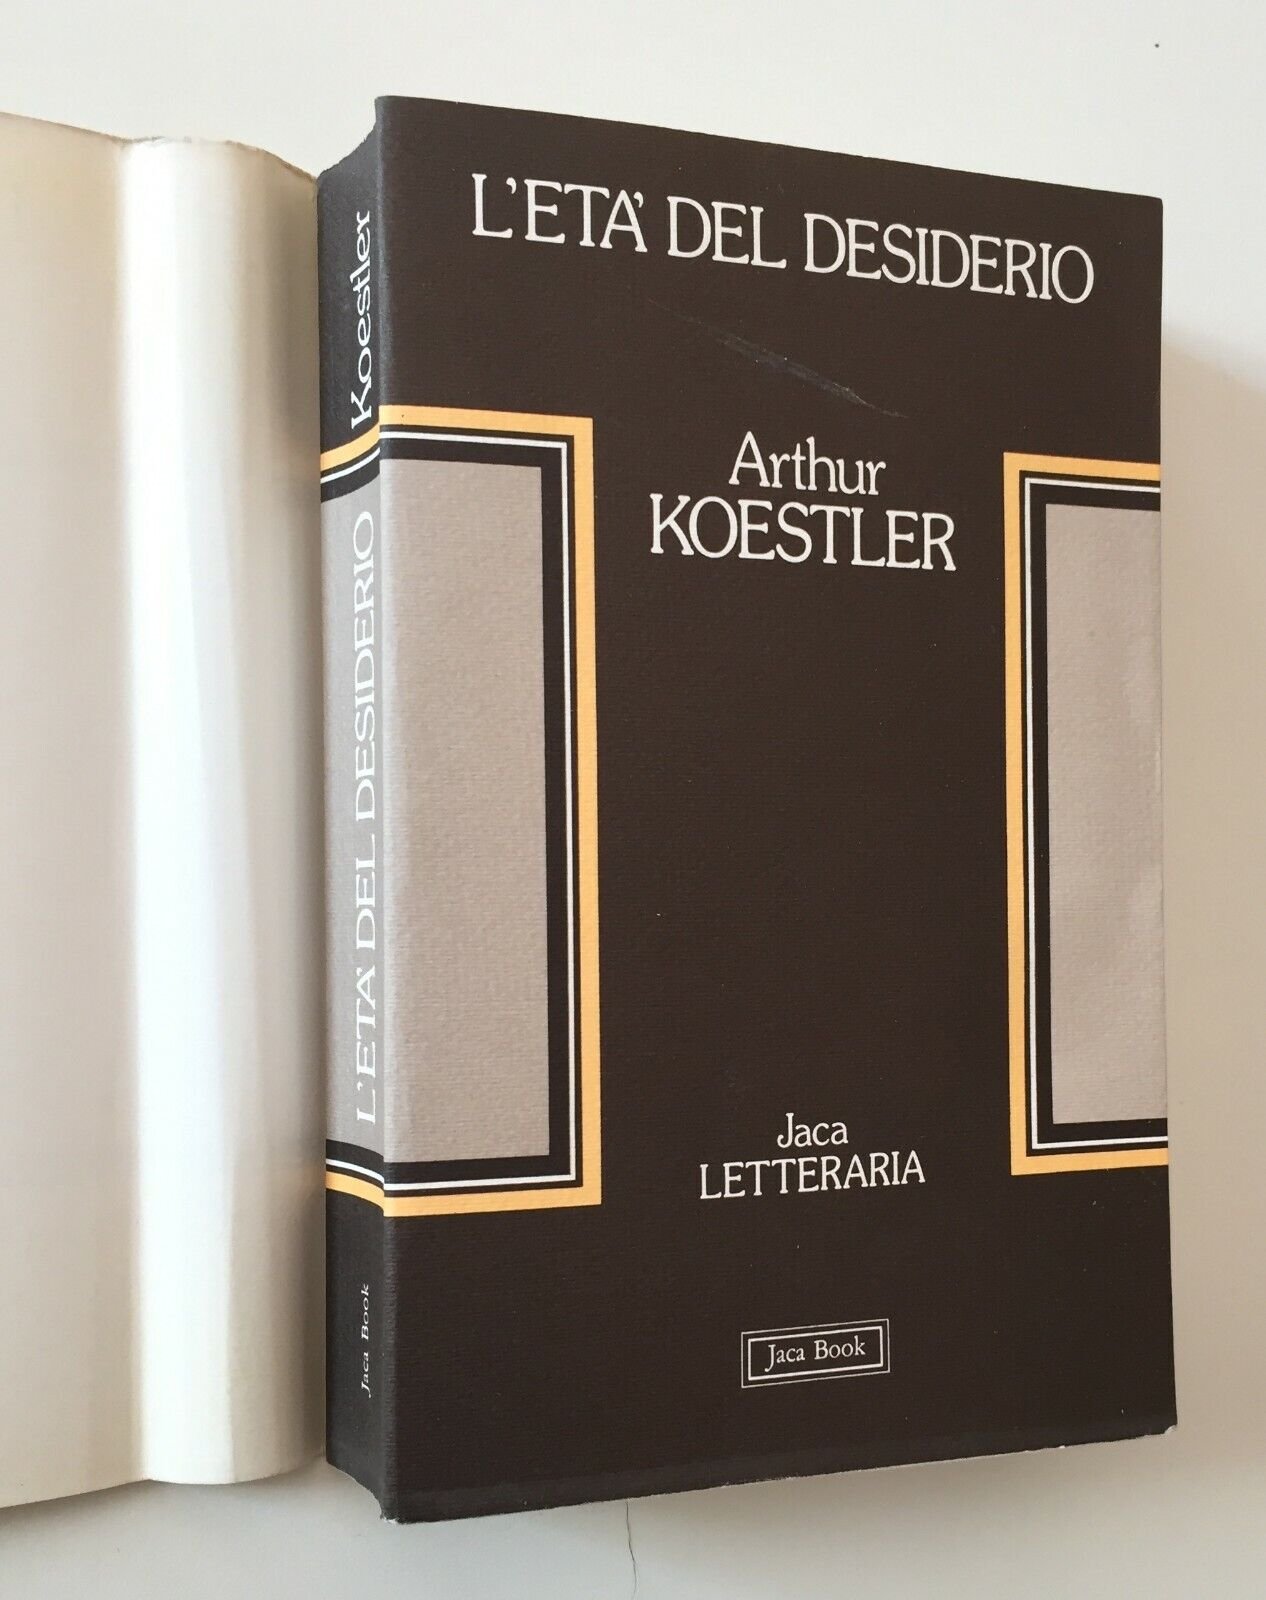 L'ETA' DEL DESIDERIO
Arthur
KOESTLER
Jaca
LETTERARIA
Jaca Book
Koestler
L'ETA' DEL DESIDERIO
Jaca Book